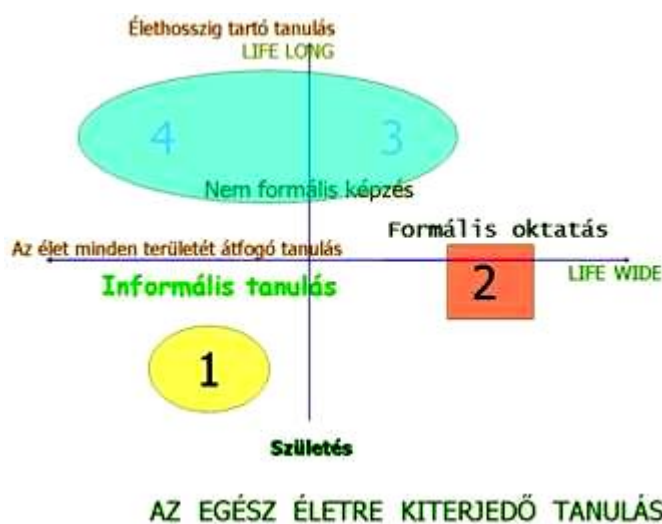 Élethosszig tartó tanulás
LIFE LONG
4 3
Nem formális képzés
Formális oktatás
Az élet minden területét átfogó tanulás
LIFE WIDE
2
Informális tanulás
1
Születés
AZ EGÉSZ ÉLETRE KITERJEDŐ TANULÁS